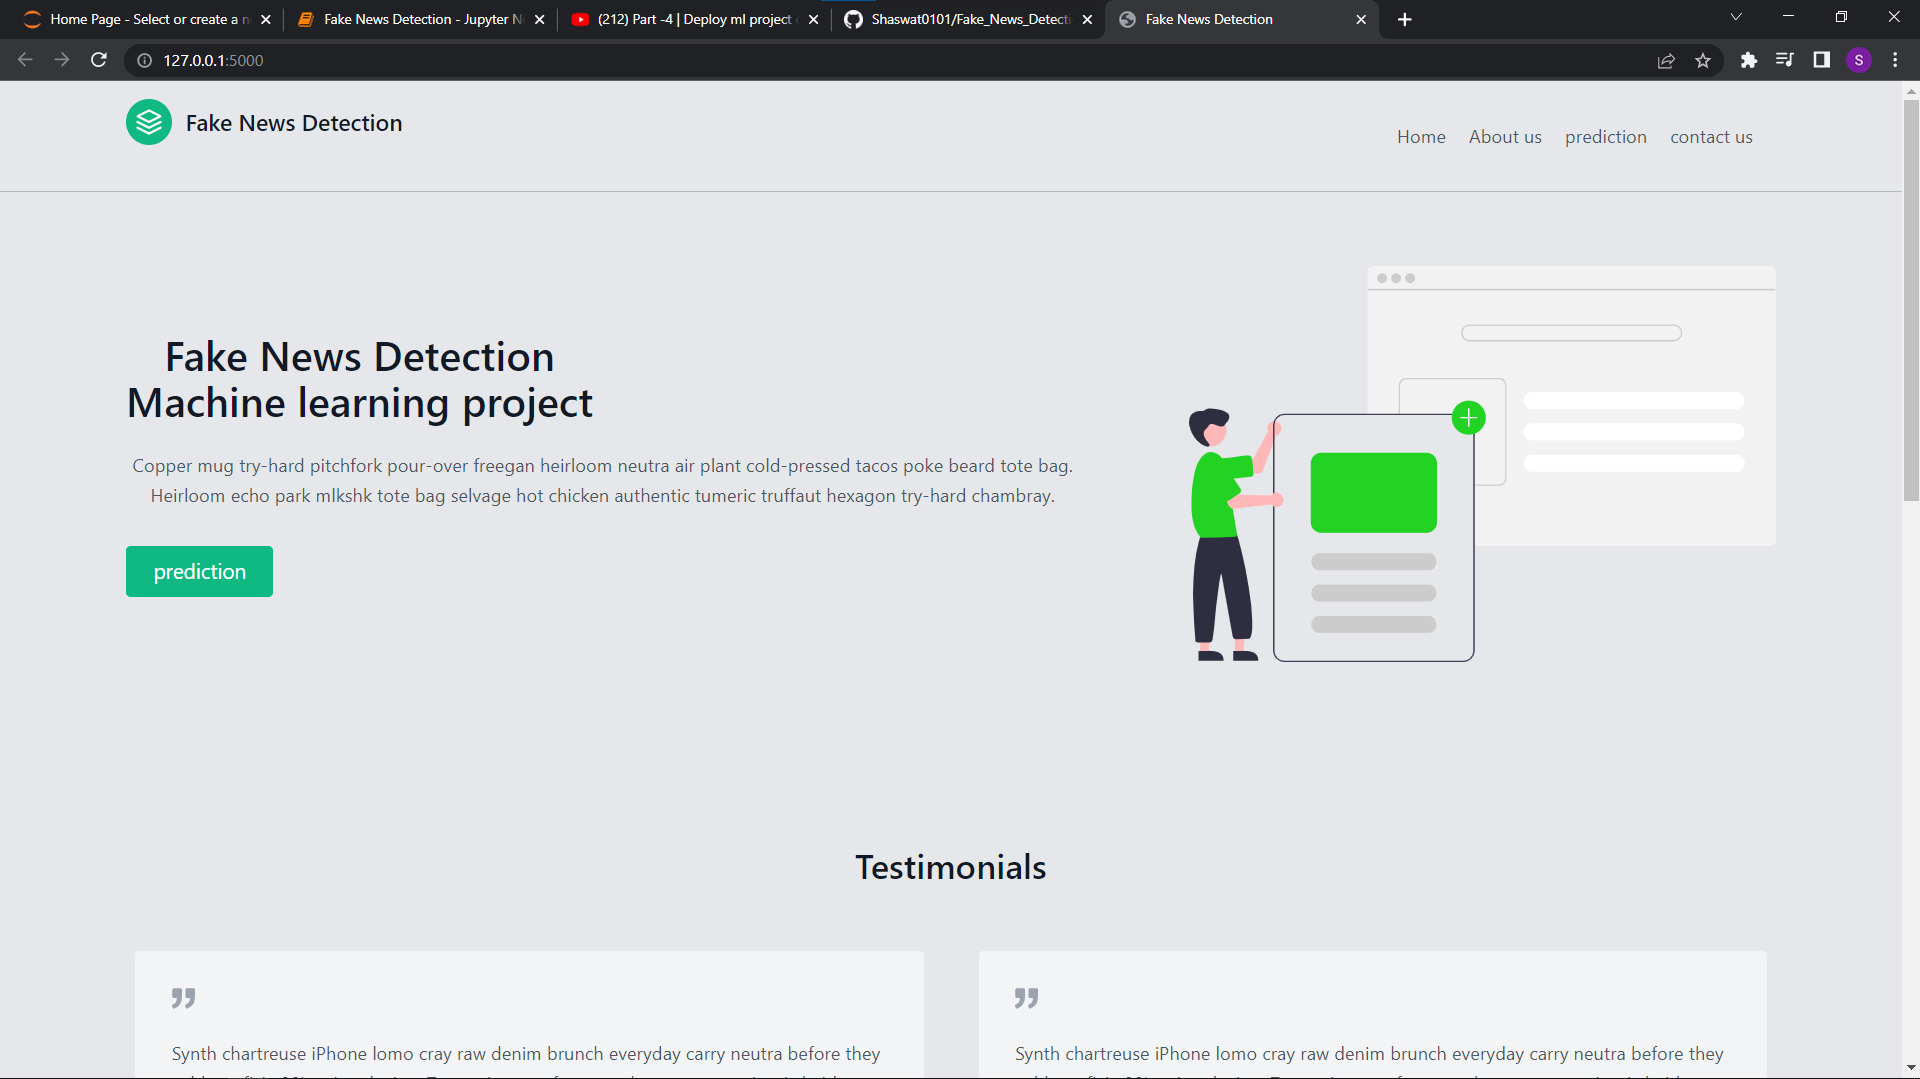 Home Page - Select or create a n
Fake News Detection - Jupyter N
(212) Part -4 | Deploy ml project
Shaswat0101/Fake_News_Detecti
Fake News Detection
127.0.0.1:5000
S
Fake News Detection
Home About us prediction contact us
Fake News Detection
Machine learning project
Copper mug try-hard pitchfork pour-over freegan heirloom neutra air plant cold-pressed tacos poke beard tote bag.
Heirloom echo park mlkshk tote bag selvage hot chicken authentic tumeric truffaut hexagon try-hard chambray.
prediction
Testimonials
Synth chartreuse iPhone lomo cray raw denim brunch everyday carry neutra before they
Synth chartreuse iPhone lomo cray raw denim brunch everyday carry neutra before they